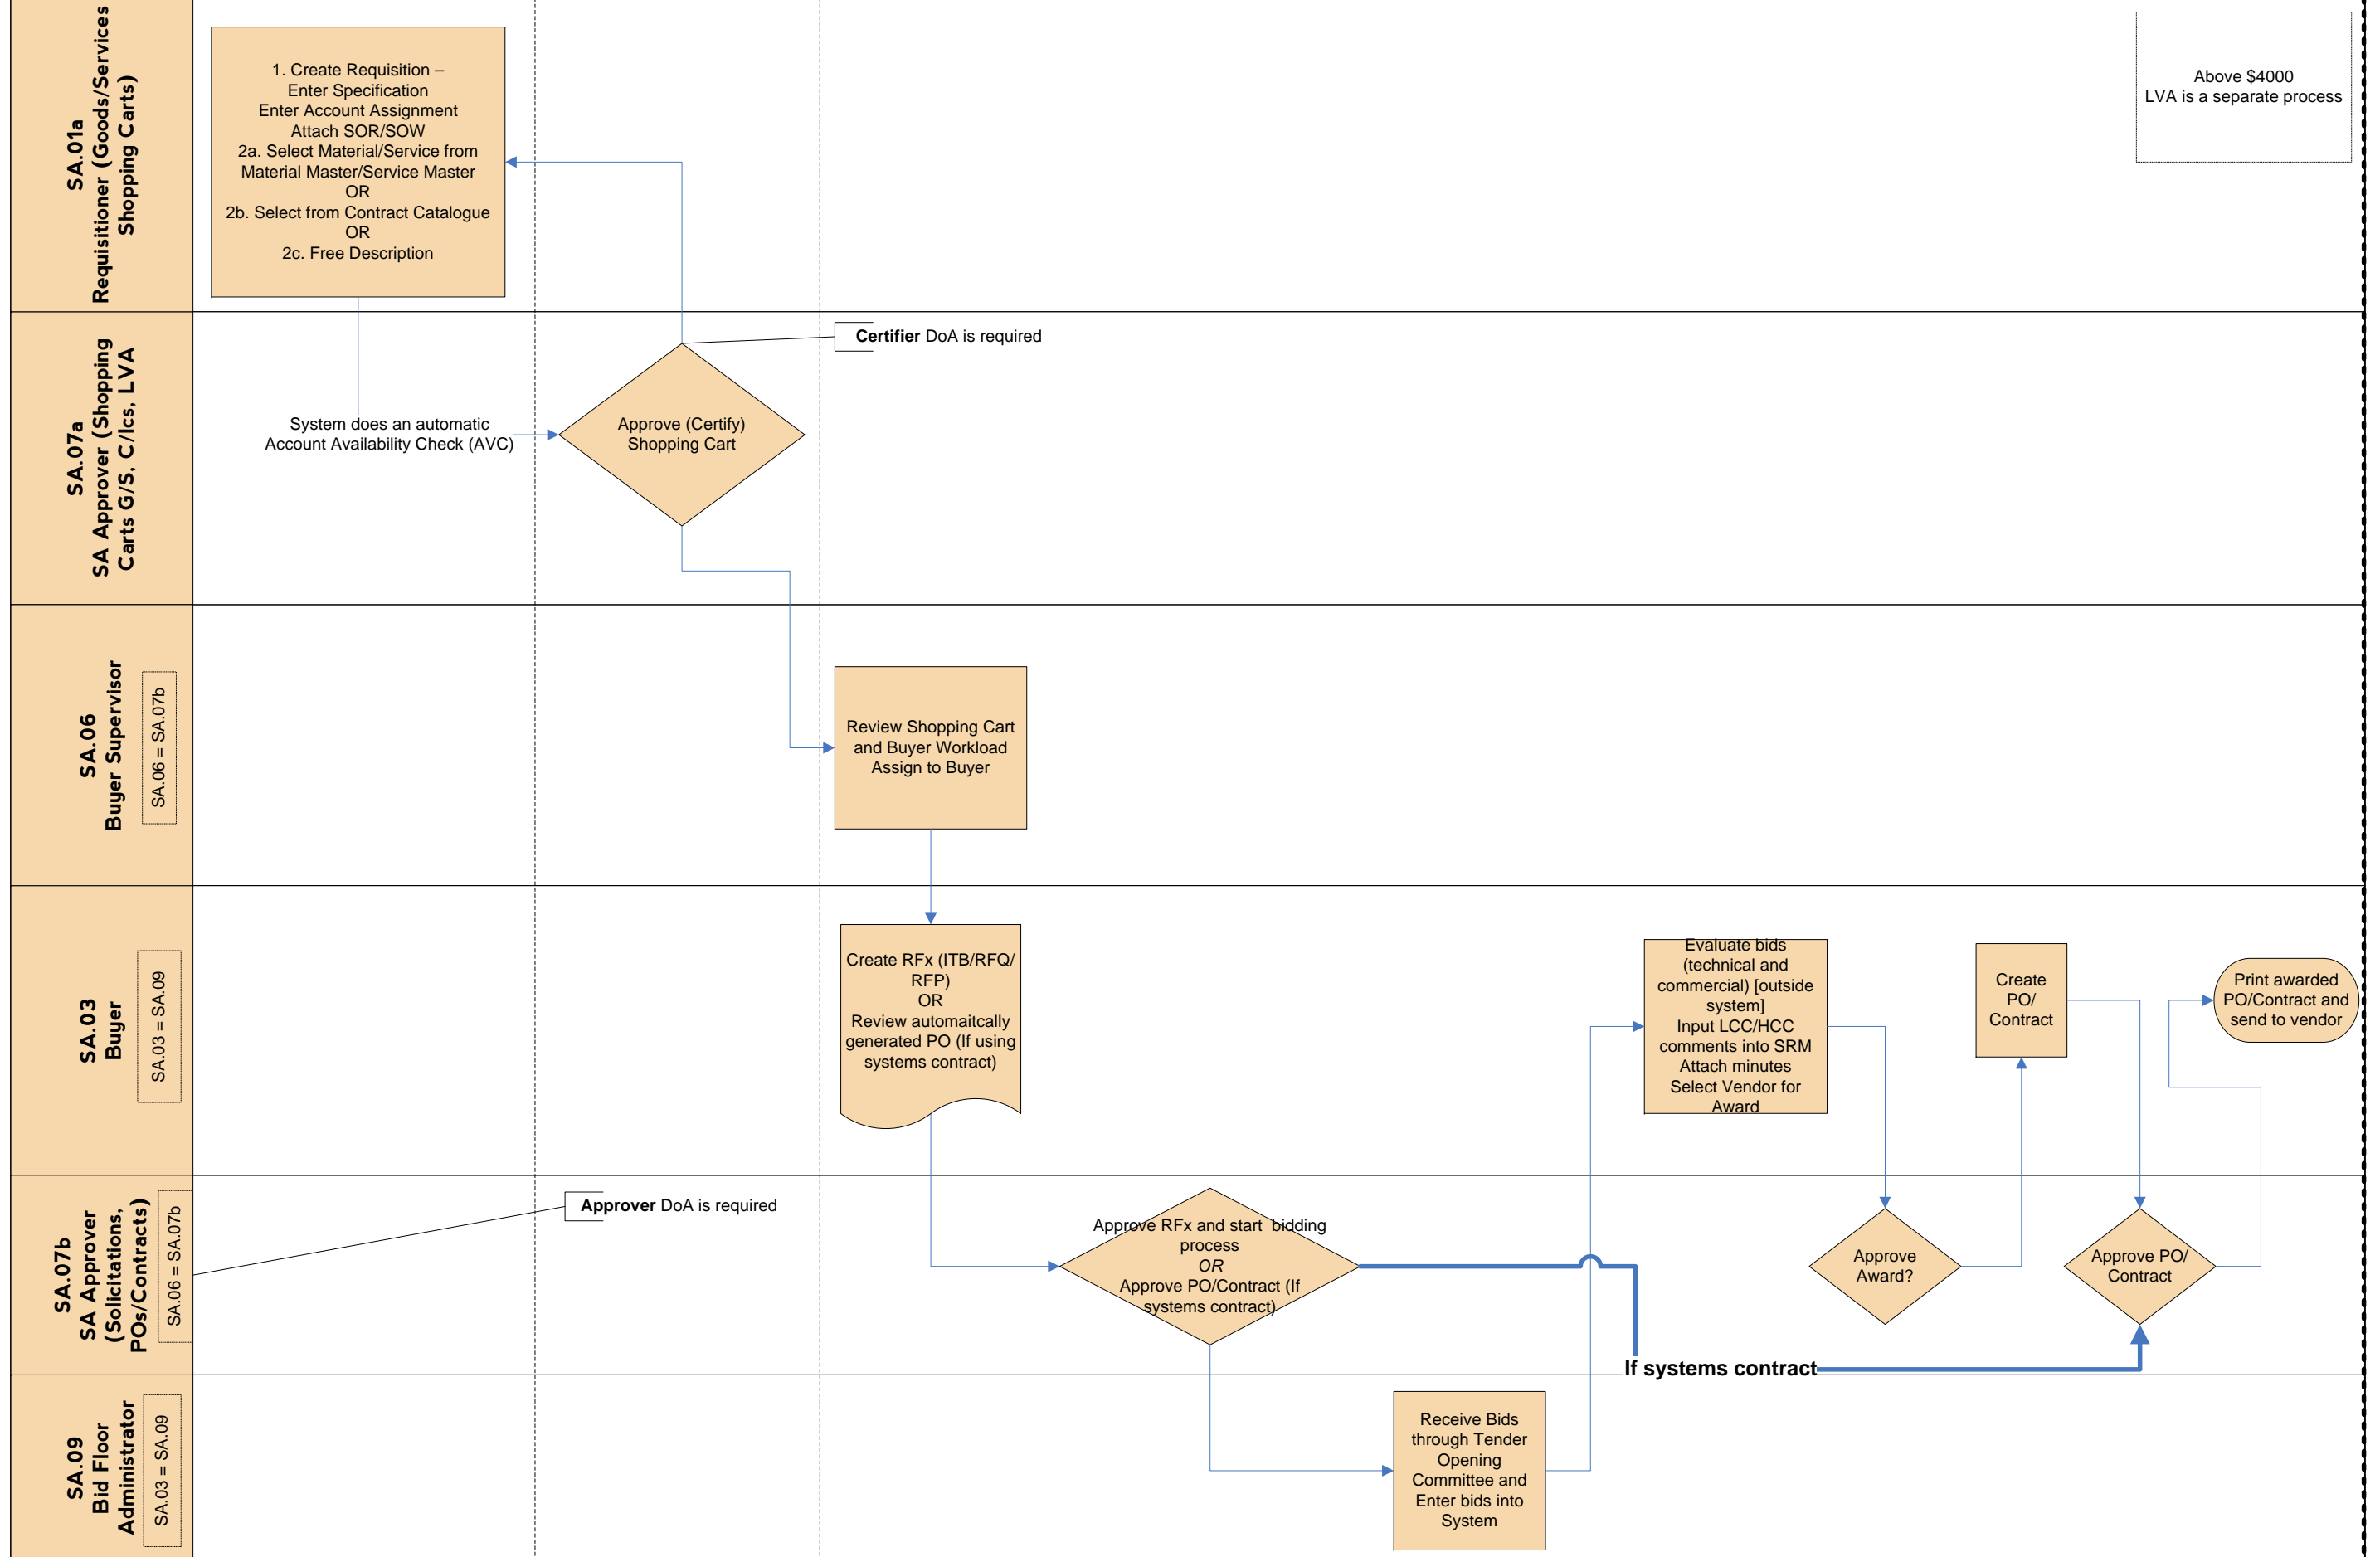 SA.01a
Requisitioner (Goods/Services
Shopping Carts)
1. Create Requisition –
Enter Specification
Enter Account Assignment
Attach SOR/SOW
2a. Select Material/Service from
Material Master/Service Master
OR
2b. Select from Contract Catalogue
OR
2c. Free Description
Above $4000
LVA is a separate process
SA.07a
SA Approver (Shopping
Carts G/S, C/Ics, LVA
System does an automatic
Account Availability Check (AVC)
Approve (Certify)
Shopping Cart
Certifier DoA is required
SA.06
Buyer Supervisor
SA.06 = SA.07b
Review Shopping Cart
and Buyer Workload
Assign to Buyer
SA.03
Buyer
SA.03 = SA.09
Create RFx (ITB/RFQ/
RFP)
OR
Review automaitcally
generated PO (If using
systems contract)
Evaluate bids
(technical and
commercial) [outside
system]
Input LCC/HCC
comments into SRM
Attach minutes
Select Vendor for
Award
Create
PO/
Contract
Print awarded
PO/Contract and
send to vendor
SA.07b
SA Approver
(Solicitations,
POs/Contracts)
SA.06 = SA.07b
Approver DoA is required
Approve RFx and start bidding
process
OR
Approve PO/Contract (If
systems contract)
Approve
Award?
Approve PO/
Contract
If systems contract
SA.09
Bid Floor
Administrator
SA.03 = SA.09
Receive Bids
through Tender
Opening
Committee and
Enter bids into
System